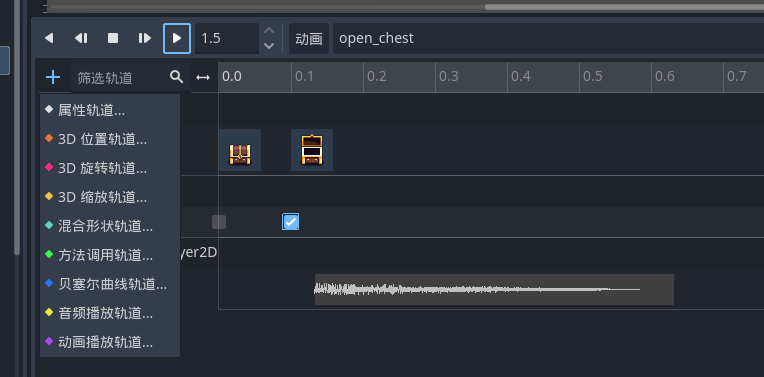 1.5 动画 open_chest
筛选轨道 0.0 0.1 0.2 0.3 0.4 0.5 0.6 0.7
属性轨道...
3D 位置轨道...
3D 旋转轨道...
3D 缩放轨道...
混合形状轨道...
方法调用轨道...
yer2D
贝塞尔曲线轨道...
音频播放轨道...
动画播放轨道...